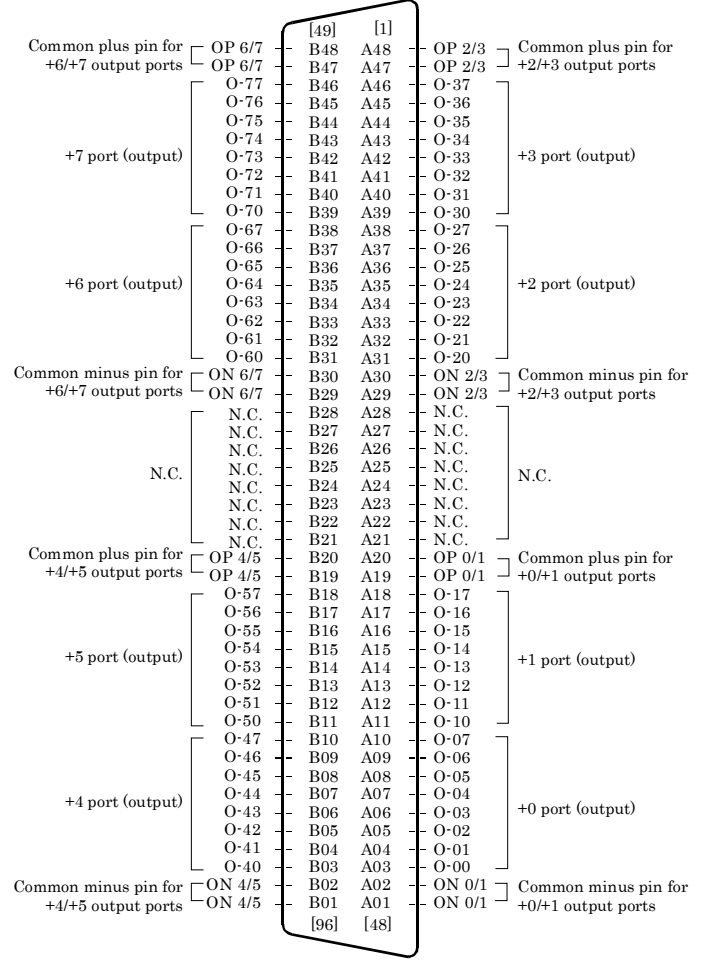 [49] [1]
Common plus pin for OP 6/7 B48 A48 OP 2/3 Common plus pin for
+6/+7 output ports OP 6/7 B47 A47 OP 2/3 +2/+3 output ports
O-77 B46 A46 O-37
O-76 B45 A45 O-36
O-75 B44 A44 O-35
O-74 B43 A43 O-34
+7 port (output) O-73 B42 A42 O-33 +3 port (output)
O-72 B41 A41 O-32
O-71 B40 A40 O-31
O-70 B39 A39 O-30
O-67 B38 A38 O-27
O-66 B37 A37 O-26
O-65 B36 A36 O-25
+6 port (output) O-64 B35 A35 O-24 +2 port (output)
O-63 B34 A34 O-23
O-62 B33 A33 O-22
O-61 B32 A32 O-21
O-60 B31 A31 O-20
Common minus pin for ON 6/7 B30 A30 ON 2/3 Common minus pin for
+6/+7 output ports ON 6/7 B29 A29 ON 2/3 +2/+3 output ports
N.C. B28 A28 N.C.
N.C. B27 A27 N.C.
N.C. B26 A26 N.C.
N.C. N.C. B25 A25 N.C. N.C.
N.C. B24 A24 N.C.
N.C. B23 A23 N.C.
N.C. B22 A22 N.C.
N.C. B21 A21 N.C.
Common plus pin for OP 4/5 B20 A20 OP 0/1 Common plus pin for
+4/+5 output ports OP 4/5 B19 A19 OP 0/1 +0/+1 output ports
O-57 B18 A18 O-17
O-56 B17 A17 O-16
O-55 B16 A16 O-15
+5 port (output) O-54 B15 A15 O-14 +1 port (output)
O-53 B14 A14 O-13
O-52 B13 A13 O-12
O-51 B12 A12 O-11
O-50 B11 A11 O-10
O-47 B10 A10 O-07
O-46 B09 A09 O-06
O-45 B08 A08 O-05
+4 port (output) O-44 B07 A07 O-04 +0 port (output)
O-43 B06 A06 O-03
O-42 B05 A05 O-02
O-41 B04 A04 O-01
O-40 B03 A03 O-00
Common minus pin for ON 4/5 B02 A02 ON 0/1 Common minus pin for
+4/+5 output ports ON 4/5 B01 A01 ON 0/1 +0/+1 output ports
[96] [48]